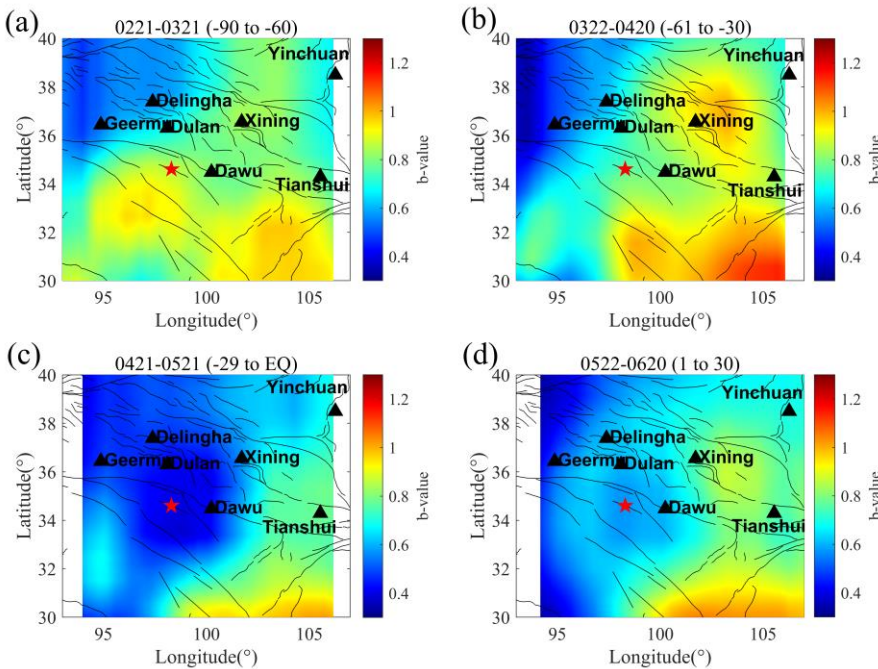 (a)
0221-0321 (-90 to -60)
40
38
36
34
32
30
Latitude(°)
Yinchuan
Delingha
Geermu
Dulan
Xining
Dawu
Tianshui
95
100
105
Longitude(°)
1.2
1
0.8
0.6
0.4
b-value
(b)
0322-0420 (-61 to -30)
40
38
36
34
32
30
Latitude(°)
Yinchuan
Delingha
Geermu
Dulan
Xining
Dawu
Tianshui
95
100
105
Longitude(°)
1.2
1
0.8
0.6
0.4
b-value
(c)
0421-0521 (-29 to EQ)
40
38
36
34
32
30
Latitude(°)
Yinchuan
Delingha
Geermu
Dulan
Xining
Dawu
Tianshui
95
100
105
Longitude(°)
1.2
1
0.8
0.6
0.4
b-value
(d)
0522-0620 (1 to 30)
40
38
36
34
32
30
Latitude(°)
Yinchuan
Delingha
Geermu
Dulan
Xining
Dawu
Tianshui
95
100
105
Longitude(°)
1.2
1
0.8
0.6
0.4
b-value